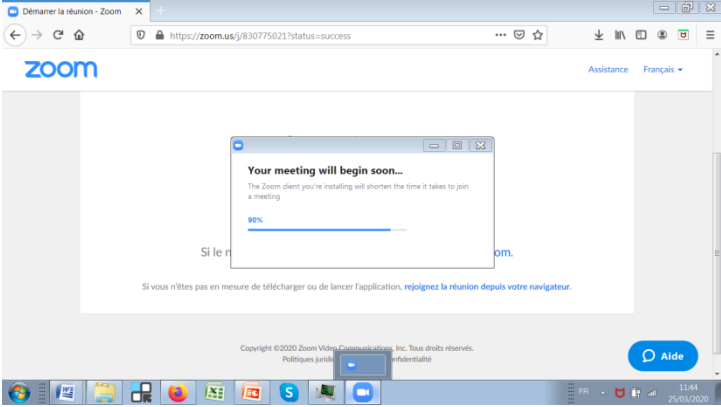 Démarrer la réunion - Zoom
https://zoom.us/j/830775021?status=success
zoom
Assistance
Français
Your meeting will begin soon...
The Zoom client you're installing will shorten the time it takes to join
a meeting
90%
Si le n
om.
Si vous n'êtes pas en mesure de télécharger ou de lancer l'application, rejoignez la réunion depuis votre navigateur.
Copyright ©2020 Zoom Video Communications, Inc. Tous droits réservés.
Politiques juridi
nfidentialité
Aide
FR
11:44
25/03/2020